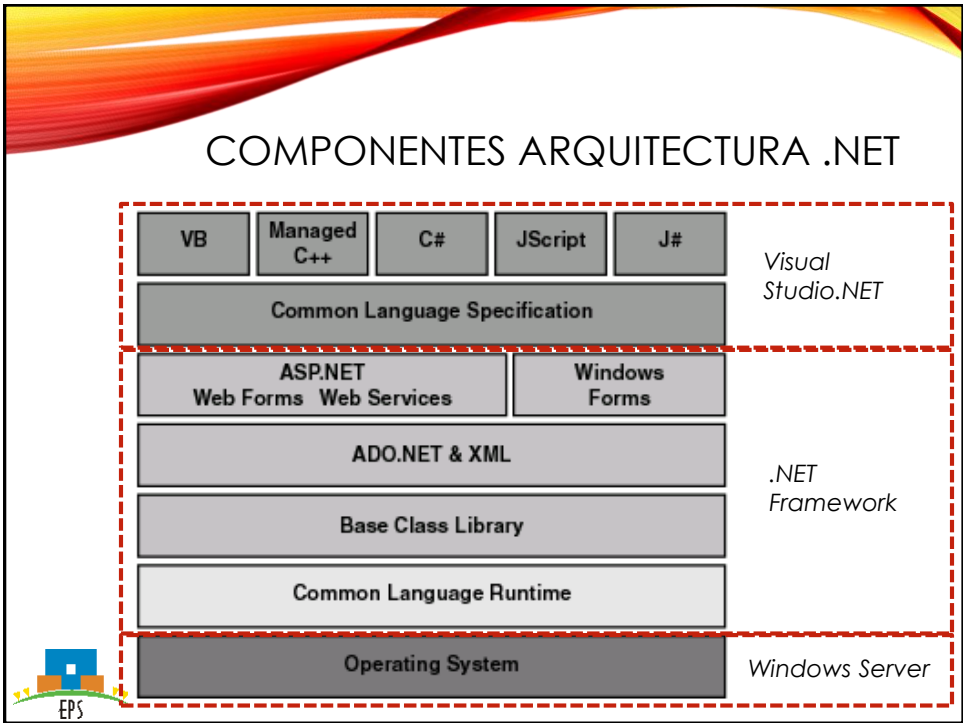 COMPONENTES ARQUITECTURA .NET
VB
Managed
C++
C#
JScript
J#
Visual
Studio.NET
Common Language Specification
ASP.NET
Web Forms Web Services
Windows
Forms
ADO.NET & XML
.NET
Framework
Base Class Library
Common Language Runtime
Operating System
Windows Server
EPS